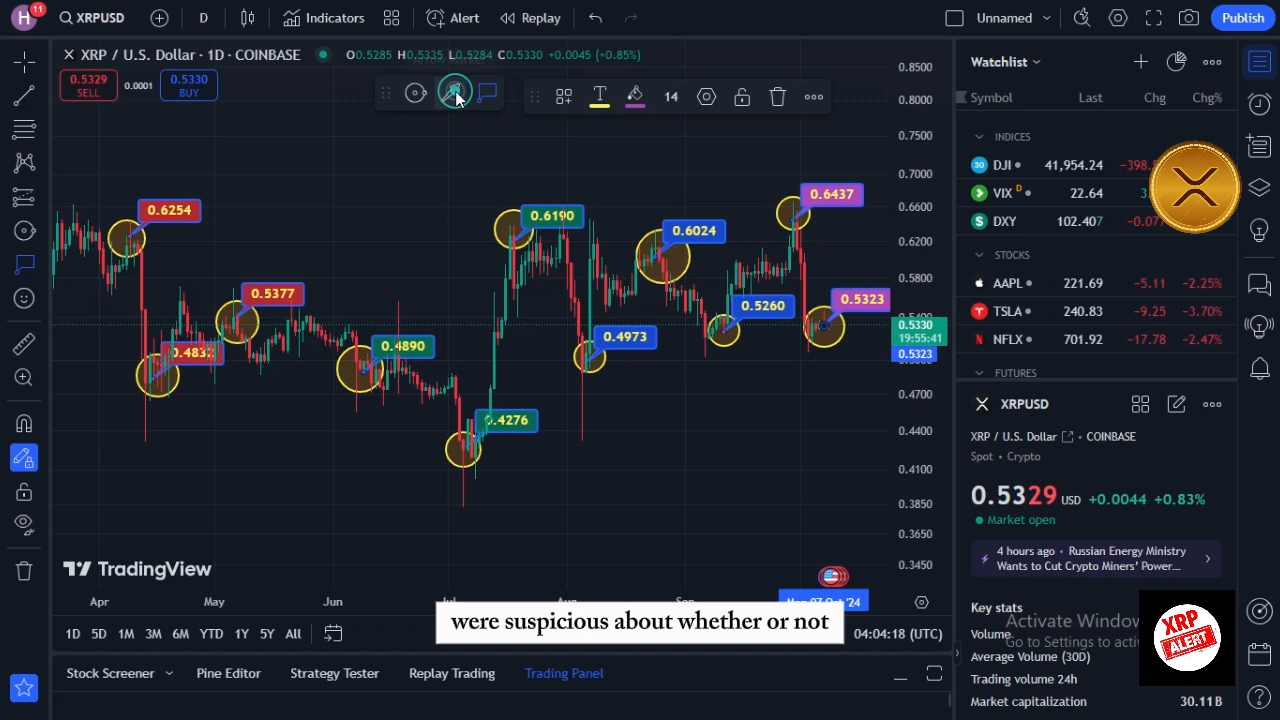 H
11
XRPUSD
D
Indicators
Alert
Replay
Unnamed
Publish
XRP / U.S. Dollar · 1D · COINBASE
O0.5285 H0.5335 L0.5284 C0.5330 +0.0045 (+0.85%)
0.5329
SELL
0.0001
0.5330
BUY
T
14
0.6254
0.4832
0.5377
0.4890
0.4276
0.6190
0.4973
0.6024
0.5260
0.6437
0.5323
0.8500
0.8000
0.7500
0.7000
0.6600
0.6200
0.5800
0.5330
19:55:41
0.5323
0.4700
0.4400
0.4100
0.3850
0.3650
0.3450
TradingView
Apr
May
Jun
Mon 07 Oct '24
were suspicious about whether or not
1D 5D 1M 3M 6M YTD 1Y 5Y All
04:04:18 (UTC)
Stock Screener
Pine Editor
Strategy Tester
Replay Trading
Trading Panel
Watchlist
Symbol Last Chg Chg%
INDICES
30 DJI 41,954.24
VIX D 22.64
$ DXY 102.407
STOCKS
AAPL 221.69 −5.11 −2.25%
TSLA 240.83 −9.25 −3.70%
N NFLX 701.92 −17.78 −2.47%
FUTURES
XRPUSD
XRP / U.S. Dollar · COINBASE
Spot · Crypto
0.5329 USD +0.0044 +0.83%
Market open
4 hours ago · Russian Energy Ministry
Wants to Cut Crypto Miners' Power...
Key stats
Volume
Activate
Average Volume (30D)
Go to Settings to
Trading volume 24h
Market capitalization 30.11B
XRP
ALERT